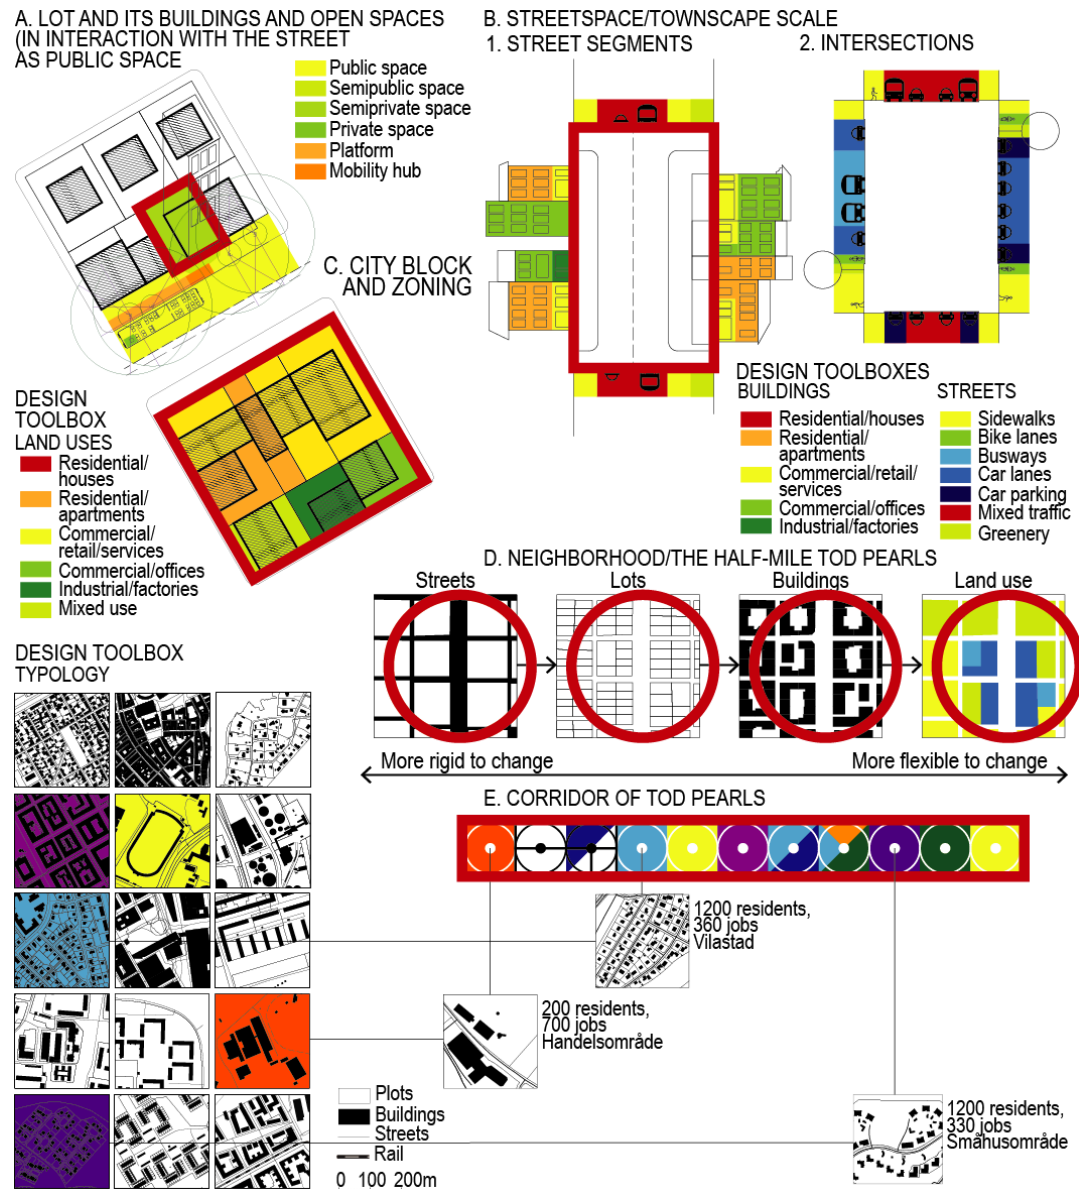 A. LOT AND ITS BUILDINGS AND OPEN SPACES
(IN INTERACTION WITH THE STREET
AS PUBLIC SPACE
Public space
Semipublic space
Semiprivate space
Private space
Platform
Mobility hub
B. STREETSPACE/TOWNSCAPE SCALE
1. STREET SEGMENTS
2. INTERSECTIONS
C. CITY BLOCK
AND ZONING
DESIGN
TOOLBOX
LAND USES
Residential/
houses
Residential/
apartments
Commercial/
retail/services
Commercial/offices
Industrial/factories
Mixed use
DESIGN TOOLBOXES
BUILDINGS
Residential/houses
Residential/
apartments
Commercial/retail/
services
Commercial/offices
Industrial/factories
STREETS
Sidewalks
Bike lanes
Busways
Car lanes
Car parking
Mixed traffic
Greenery
D. NEIGHBORHOOD/THE HALF-MILE TOD PEARLS
Streets
Lots
Buildings
Land use
More rigid to change
More flexible to change
DESIGN TOOLBOX
TYPOLOGY
E. CORRIDOR OF TOD PEARLS
1200 residents,
360 jobs
Vilastad
200 residents,
700 jobs
Handelsområde
1200 residents,
330 jobs
Småhusområde
Plots
Buildings
Streets
Rail
0 100 200m